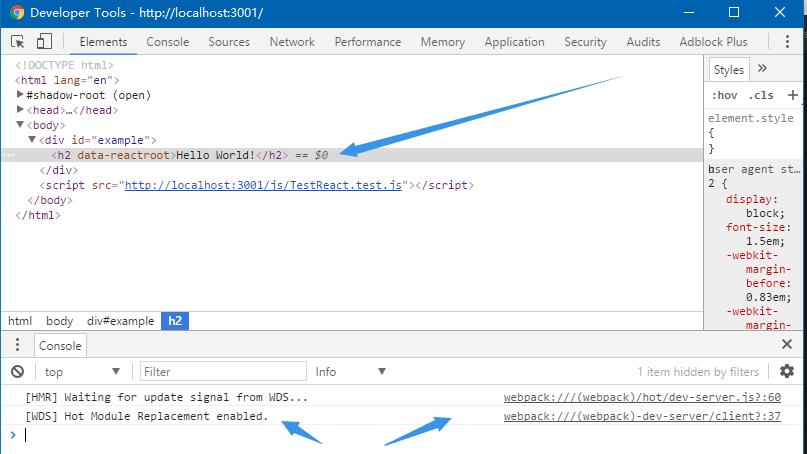 Developer Tools - http://localhost:3001/
Elements Console Sources Network Performance Memory Application Security Audits Adblock Plus
<!DOCTYPE html>
<html lang="en">
#shadow-root (open)
<head>…</head>
<body>
<div id="example">
… <h2 data-reactroot>Hello World!</h2> == $0
</div>
<script src="http://localhost:3001/js/TestReact.test.js"></script>
</body>
</html>
html body div#example h2
Styles »
:hov .cls +
element.style
{
}
user agent st…
2 {
display:
block;
font-size:
1.5em;
-webkit-
margin-
before:
0.83em;
-webkit-
margin-
Console
top Filter Info 1 item hidden by filters
[HMR] Waiting for update signal from WDS... webpack:///(webpack)/hot/dev-server.js?:60
[WDS] Hot Module Replacement enabled. webpack:///(webpack)-dev-server/client?:37
>